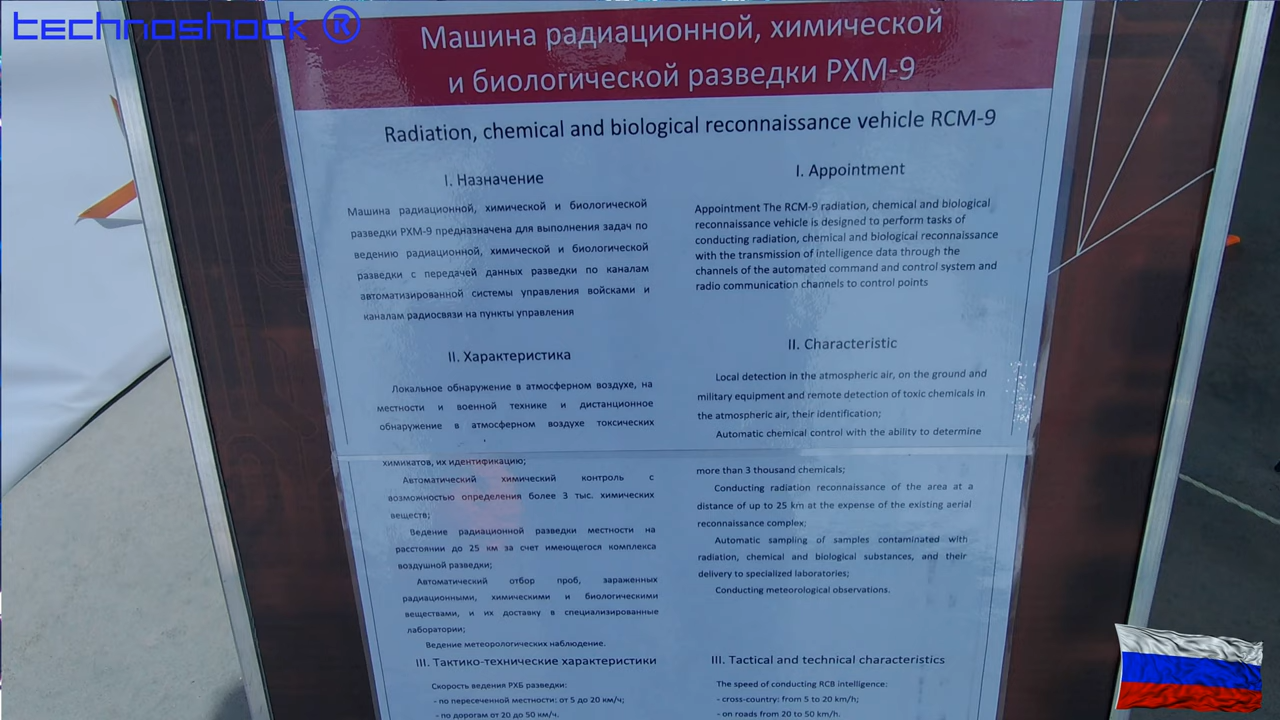 technoshock ®
Машина радиационной, химической
и биологической разведки РХМ-9
Radiation, chemical and biological reconnaissance vehicle RCM-9
I. Назначение
Машина радиационной, химической и биологической
разведки РХМ-9 предназначена для выполнения задач по
ведению радиационной, химической и биологической
разведки с передачей данных разведки по каналам
автоматизированной системы управления войсками и
каналам радиосвязи на пункты управления
II. Характеристика
Локальное обнаружение в атмосферном воздухе, на
местности и военной технике и дистанционное
обнаружение в атмосферном воздухе токсических
химикатов, их идентификацию;
Автоматический химический контроль с
возможностью определения более 3 тыс. химических
веществ;
Ведение радиационной разведки местности на
расстоянии до 25 км за счет имеющегося комплекса
воздушной разведки;
Автоматический отбор проб, зараженных
радиационными, химическими и биологическими
веществами, и их доставку в специализированные
лаборатории;
Ведение метеорологических наблюдение.
III. Тактико-технические характеристики
Скорость ведения РХБ разведки:
- по пересеченной местности: от 5 до 20 км/ч;
- по дорогам от 20 до 50 км/ч.
I. Appointment
Appointment The RCM-9 radiation, chemical and biological
reconnaissance vehicle is designed to perform tasks of
conducting radiation, chemical and biological reconnaissance
with the transmission of intelligence data through the
channels of the automated command and control system and
radio communication channels to control points
II. Characteristic
Local detection in the atmospheric air, on the ground and
military equipment and remote detection of toxic chemicals in
the atmospheric air, their identification;
Automatic chemical control with the ability to determine
more than 3 thousand chemicals;
Conducting radiation reconnaissance of the area at a
distance of up to 25 km at the expense of the existing aerial
reconnaissance complex;
Automatic sampling of samples contaminated with
radiation, chemical and biological substances, and their
delivery to specialized laboratories;
Conducting meteorological observations.
III. Tactical and technical characteristics
The speed of conducting RCB intelligence:
- cross-country: from 5 to 20 km/h;
- on roads from 20 to 50 km/h.